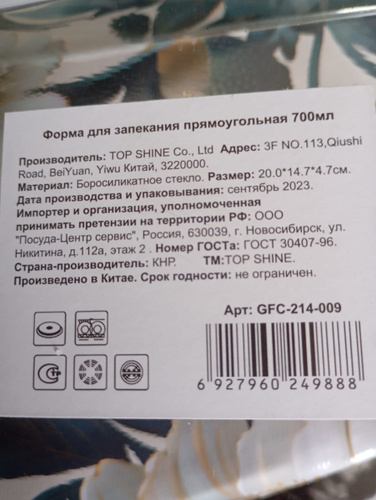 Форма для запекания прямоугольная 700мл
Производитель: TOP SHINE Co., Ltd Адрес: 3F NO.113,Qiushi
Road, BeiYuan, Yiwu Китай, 3220000.
Материал: Боросиликатное стекло. Размер: 20.0*14.7*4.7см.
Дата производства и упаковывания: сентябрь 2023.
Импортер и организация, уполномоченная
принимать претензии на территории РФ: ООО
"Посуда-Центр сервис", Россия, 630039, г. Новосибирск, ул.
Никитина, д.112а, этаж 2 . Номер ГОСТа: ГОСТ 30407-96.
Страна-производитель: КНР. ТМ:TOP SHINE.
Произведено в Китае. Срок годности: не ограничен.
Арт: GFC-214-009
6 927960 249888